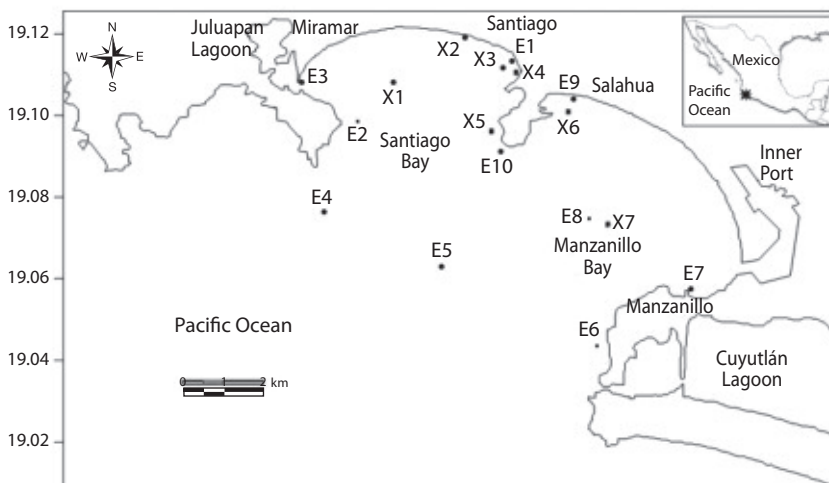 19.12
19.10
19.08
19.06
19.04
19.02
N
W E
S
Juluapan
Lagoon
Miramar
Santiago
X2
E1
X3
X4
E3
X1
E9
Salahua
E2
X5
X6
Santiago
Bay
E10
Mexico
Pacific
Ocean
Inner
Port
E4
E8
X7
Manzanillo
Bay
E5
E7
Manzanillo
E6
Pacific Ocean
0 1 2 km
Cuyutlán
Lagoon